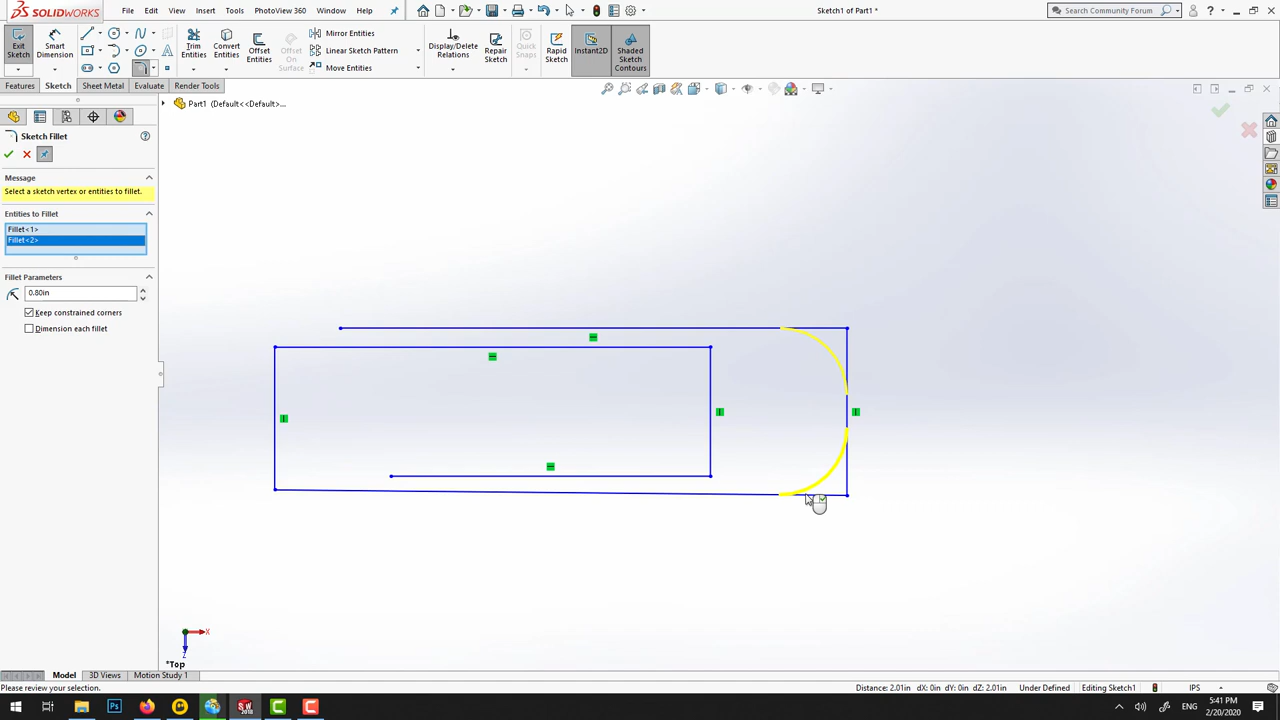 SOLIDWORKS
File Edit View Insert Tools PhotoView 360 Window Help
Sketch1 of Part1 *
Search Community Forum
Exit Sketch
Smart Dimension
Trim Entities
Convert Entities
Offset Entities
Offset On Surface
Mirror Entities
Linear Sketch Pattern
Move Entities
Display/Delete Relations
Repair Sketch
Quick Snaps
Rapid Sketch
Instant2D
Shaded Sketch Contours
Features Sketch Sheet Metal Evaluate Render Tools
Part1 (Default<<Default>...
Sketch Fillet
Message
Select a sketch vertex or entities to fillet.
Entities to Fillet
Fillet<1>
Fillet<2>
Fillet Parameters
0.80in
Keep constrained corners
Dimension each fillet
X
Z
*Top
Model 3D Views Motion Study 1
Please review your selection.
Distance: 2.01in dX: 0in dY: 0in dZ: 2.01in Under Defined Editing Sketch1 IPS
ENG
5:41 PM
2/20/2020